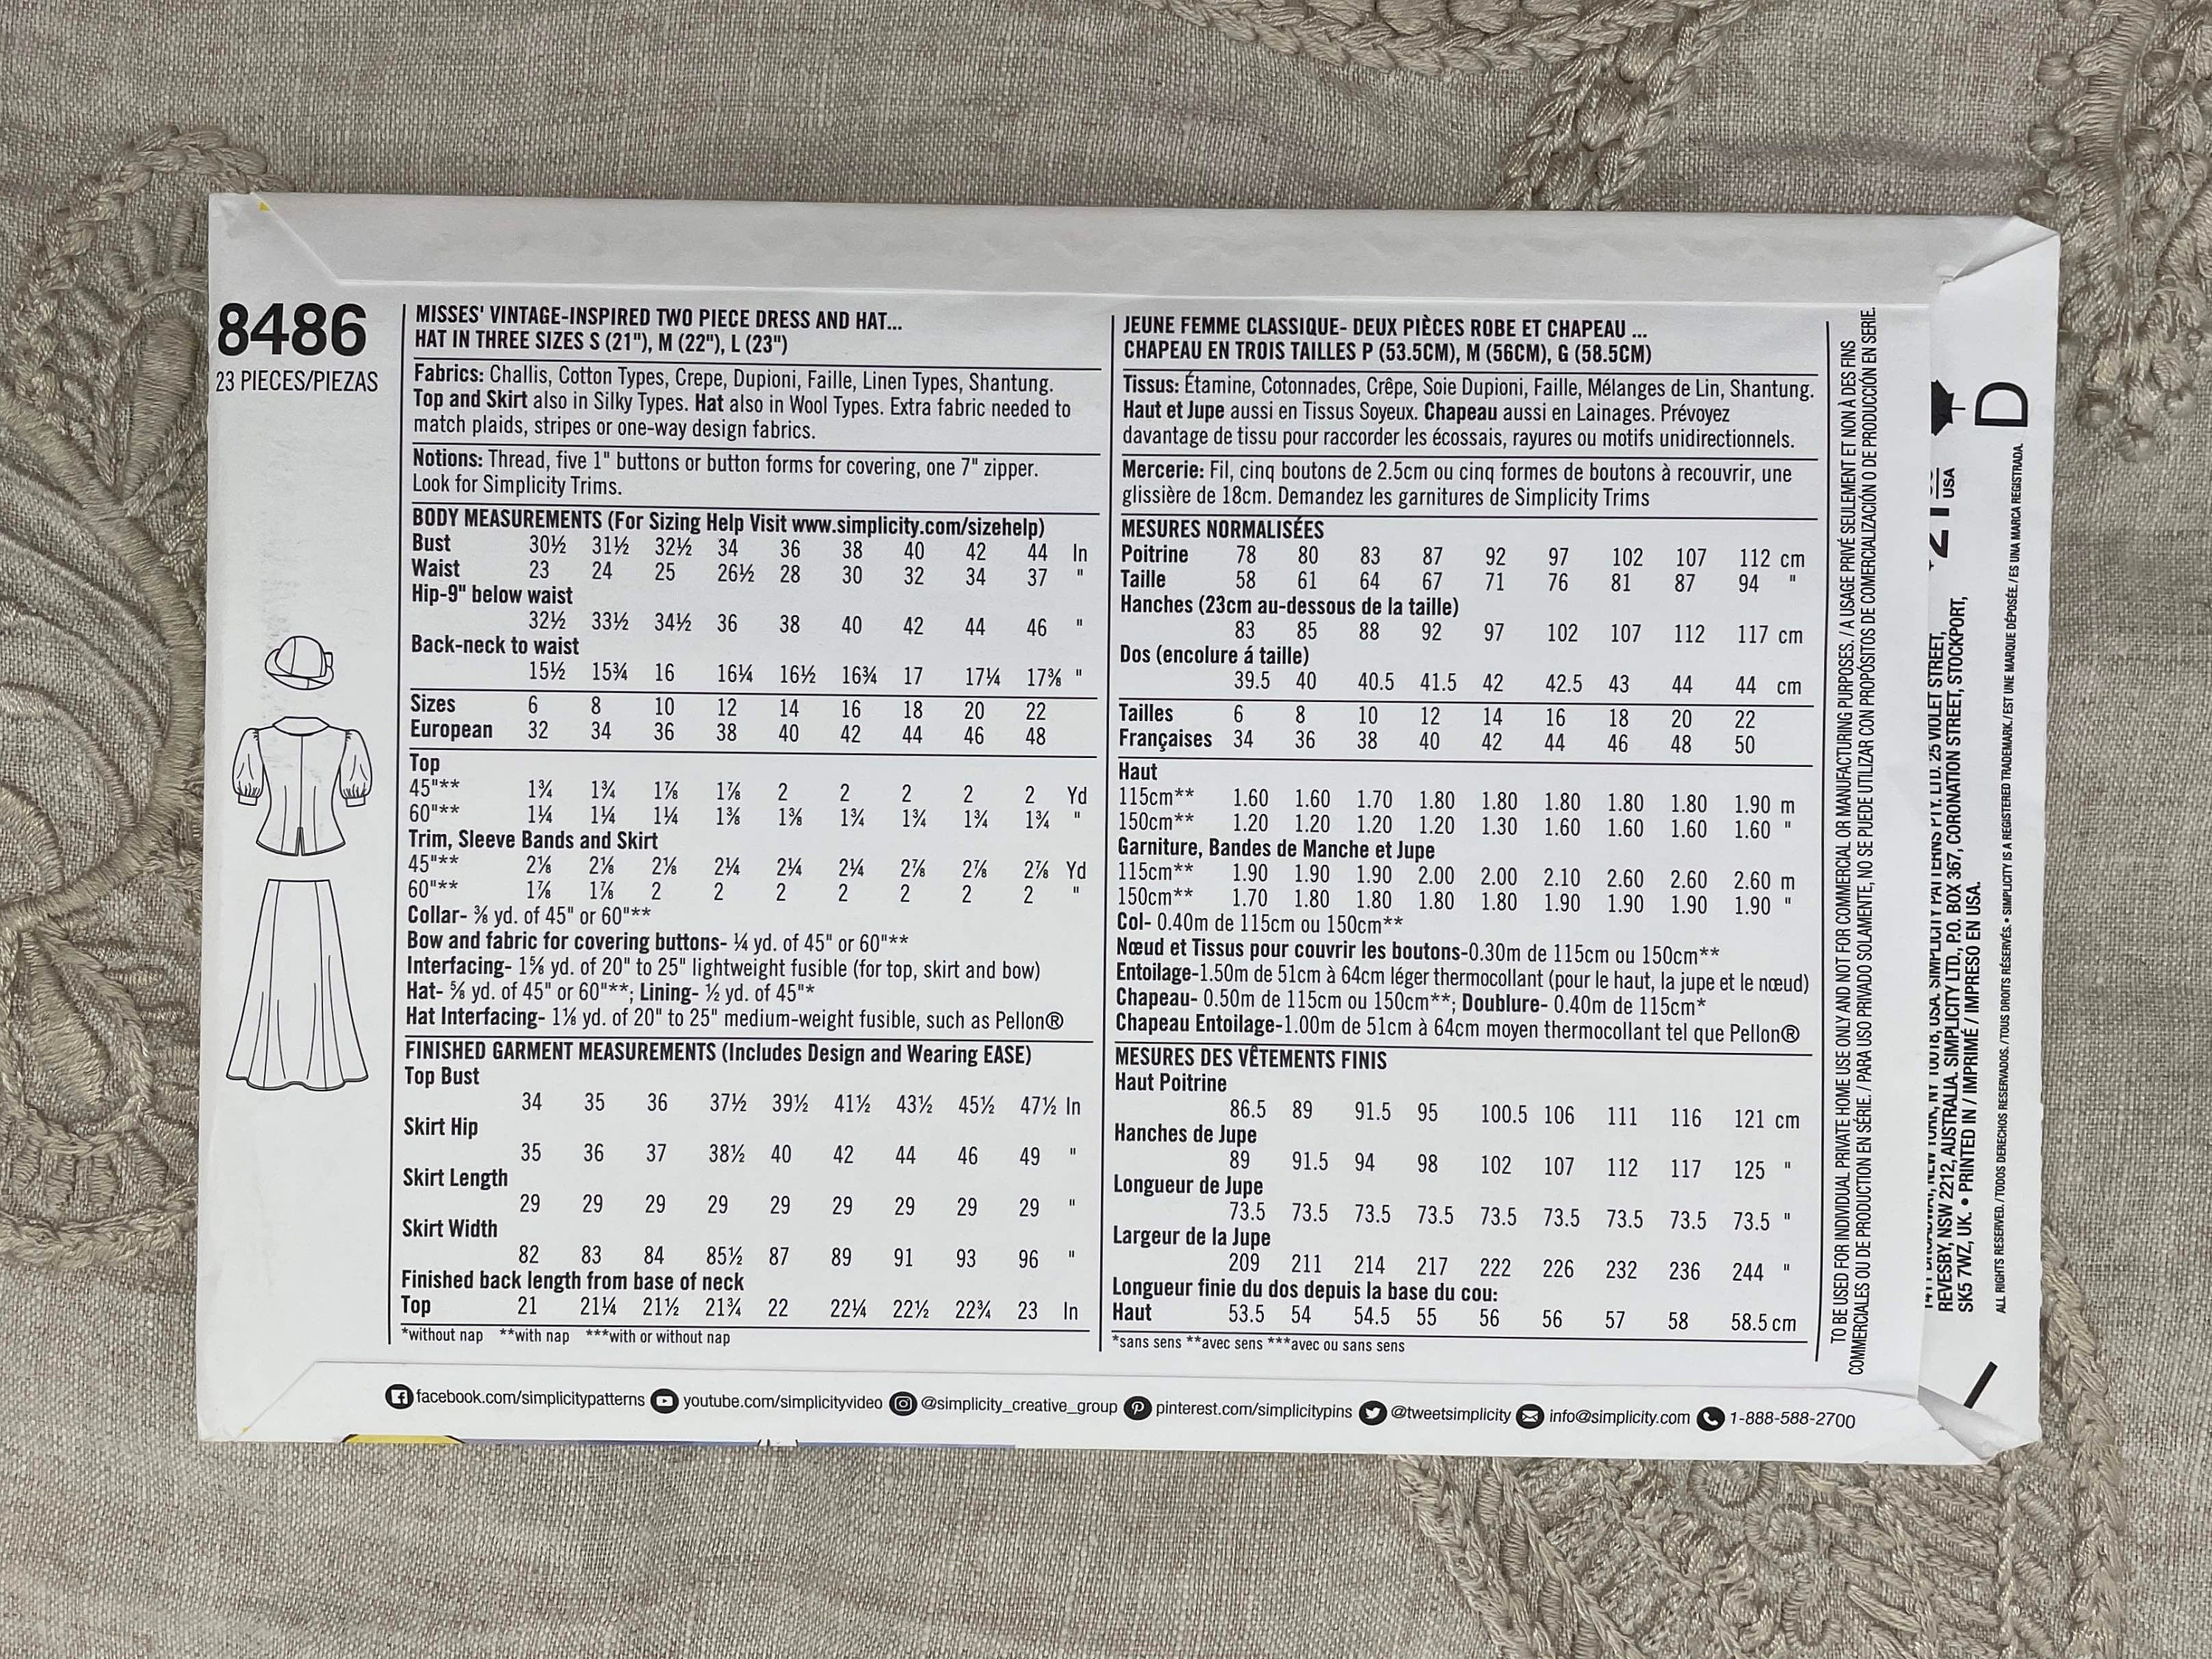 8486
23 PIECES/PIEZAS
MISSES' VINTAGE-INSPIRED TWO PIECE DRESS AND HAT...
HAT IN THREE SIZES S (21"), M (22"), L (23")
Fabrics: Challis, Cotton Types, Crepe, Dupioni, Faille, Linen Types, Shantung.
Top and Skirt also in Silky Types. Hat also in Wool Types. Extra fabric needed to
match plaids, stripes or one-way design fabrics.
Notions: Thread, five 1" buttons or button forms for covering, one 7" zipper.
Look for Simplicity Trims.
BODY MEASUREMENTS (For Sizing Help Visit www.simplicity.com/sizehelp)
Bust 30½ 31½ 32½ 34 36 38 40 42 44 In
Waist 23 24 25 26½ 28 30 32 34 37 "
Hip-9" below waist
32½ 33½ 34½ 36 38 40 42 44 46 "
Back-neck to waist
15½ 15¾ 16 16¼ 16½ 16¾ 17 17¼ 17⅜ "
Sizes 6 8 10 12 14 16 18 20 22
European 32 34 36 38 40 42 44 46 48
Top
45"** 1¾ 1¾ 1⅞ 1⅞ 2 2 2 2 2 Yd
60"** 1¼ 1¼ 1¼ 1⅜ 1⅜ 1¾ 1¾ 1¾ 1¾ "
Trim, Sleeve Bands and Skirt
45"** 2⅛ 2⅛ 2⅛ 2¼ 2¼ 2¼ 2⅞ 2⅞ 2⅞ Yd
60"** 1⅞ 1⅞ 2 2 2 2 2 2 2 "
Collar- ⅜ yd. of 45" or 60"**
Bow and fabric for covering buttons- ¼ yd. of 45" or 60"**
Interfacing- 1⅝ yd. of 20" to 25" lightweight fusible (for top, skirt and bow)
Hat- ⅝ yd. of 45" or 60"**; Lining- ½ yd. of 45"*
Hat Interfacing- 1⅛ yd. of 20" to 25" medium-weight fusible, such as Pellon®
FINISHED GARMENT MEASUREMENTS (Includes Design and Wearing EASE)
Top Bust
34 35 36 37½ 39½ 41½ 43½ 45½ 47½ In
Skirt Hip
35 36 37 38½ 40 42 44 46 49 "
Skirt Length
29 29 29 29 29 29 29 29 29 "
Skirt Width
82 83 84 85½ 87 89 91 93 96 "
Finished back length from base of neck
Top 21 21¼ 21½ 21¾ 22 22¼ 22½ 22¾ 23 In
*without nap **with nap ***with or without nap
JEUNE FEMME CLASSIQUE- DEUX PIÈCES ROBE ET CHAPEAU ...
CHAPEAU EN TROIS TAILLES P (53.5CM), M (56CM), G (58.5CM)
Tissus: Étamine, Cotonnades, Crêpe, Soie Dupioni, Faille, Mélanges de Lin, Shantung.
Haut et Jupe aussi en Tissus Soyeux. Chapeau aussi en Lainages. Prévoyez
davantage de tissu pour raccorder les écossais, rayures ou motifs unidirectionnels.
Mercerie: Fil, cinq boutons de 2.5cm ou cinq formes de boutons à recouvrir, une
glissière de 18cm. Demandez les garnitures de Simplicity Trims
MESURES NORMALISÉES
Poitrine 78 80 83 87 92 97 102 107 112 cm
Taille 58 61 64 67 71 76 81 87 94 "
Hanches (23cm au-dessous de la taille)
83 85 88 92 97 102 107 112 117 cm
Dos (encolure á taille)
39.5 40 40.5 41.5 42 42.5 43 44 44 cm
Tailles 6 8 10 12 14 16 18 20 22
Françaises 34 36 38 40 42 44 46 48 50
Haut
115cm** 1.60 1.60 1.70 1.80 1.80 1.80 1.80 1.80 1.90 m
150cm** 1.20 1.20 1.20 1.20 1.30 1.60 1.60 1.60 1.60 "
Garniture, Bandes de Manche et Jupe
115cm** 1.90 1.90 1.90 2.00 2.00 2.10 2.60 2.60 2.60 m
150cm** 1.70 1.80 1.80 1.80 1.80 1.90 1.90 1.90 1.90 "
Col- 0.40m de 115cm ou 150cm**
Nœud et Tissus pour couvrir les boutons-0.30m de 115cm ou 150cm**
Entoilage-1.50m de 51cm à 64cm léger thermocollant (pour le haut, la jupe et le nœud)
Chapeau- 0.50m de 115cm ou 150cm**; Doublure- 0.40m de 115cm*
Chapeau Entoilage-1.00m de 51cm à 64cm moyen thermocollant tel que Pellon®
MESURES DES VÊTEMENTS FINIS
Haut Poitrine
86.5 89 91.5 95 100.5 106 111 116 121 cm
Hanches de Jupe
89 91.5 94 98 102 107 112 117 125 "
Longueur de Jupe
73.5 73.5 73.5 73.5 73.5 73.5 73.5 73.5 73.5 "
Largeur de la Jupe
209 211 214 217 222 226 232 236 244 "
Longueur finie du dos depuis la base du cou:
Haut 53.5 54 54.5 55 56 56 57 58 58.5 cm
*sans sens **avec sens ***avec ou sans sens
TO BE USED FOR INDIVIDUAL PRIVATE HOME USE ONLY AND NOT FOR COMMERCIAL OR MANUFACTURING PURPOSES. / A USAGE PRIVÉ SEULEMENT ET NON À DES FINS
COMMERCIALES OU DE PRODUCTION EN SÉRIE. / PARA USO PRIVADO SOLAMENTE, NO SE PUEDE UTILIZAR CON PROPÓSITOS DE COMERCIALIZACIÓN O DE PRODUCCIÓN EN SERIE.
NEW YORK, NY 10018, USA. SIMPLICITY PATTERNS PTY. LTD. 25 VIOLET STREET,
REVESBY, NSW 2212, AUSTRALIA. SIMPLICITY LTD, P.O. BOX 367, CORONATION STREET, STOCKPORT,
SK5 7WZ, UK. • PRINTED IN / IMPRIMÉ / IMPRESO EN USA.
USA
D
ALL RIGHTS RESERVED. / TODOS DERECHOS RESERVADOS. / TOUS DROITS RÉSERVÉS. • SIMPLICITY IS A REGISTERED TRADEMARK. / EST UNE MARQUE DÉPOSÉE. / ES UNA MARCA REGISTRADA.
facebook.com/simplicitypatterns youtube.com/simplicityvideo @simplicity_creative_group pinterest.com/simplicitypins @tweetsimplicity info@simplicity.com 1-888-588-2700